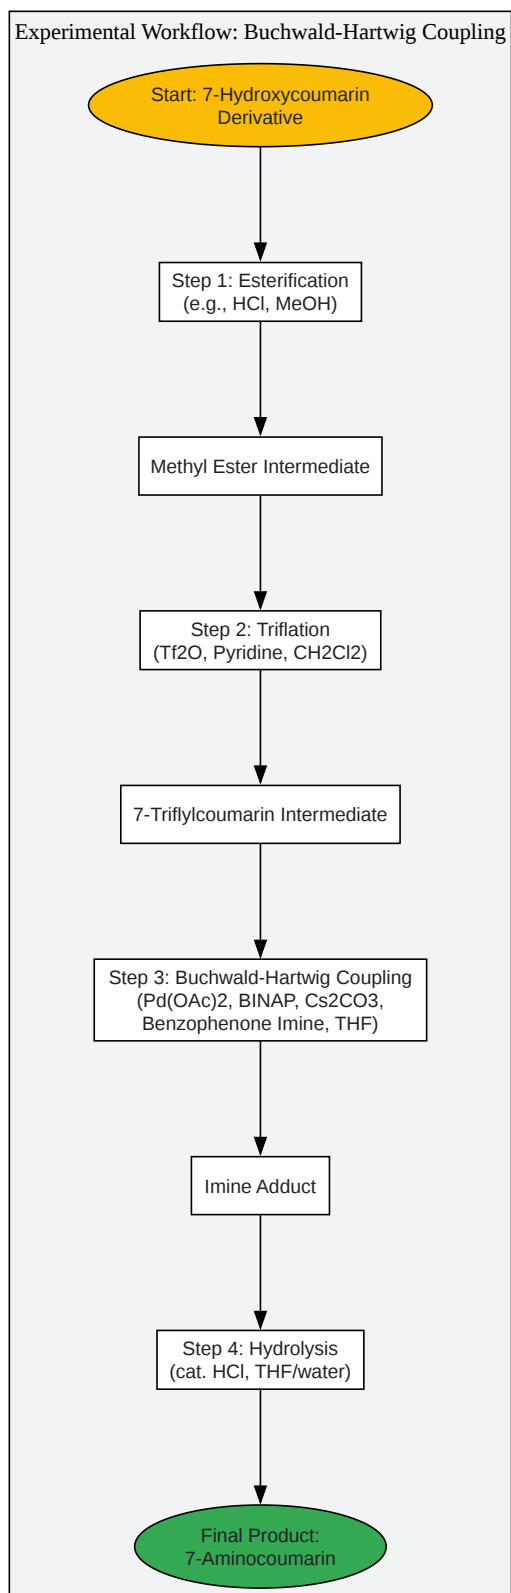 Experimental Workflow: Buchwald-Hartwig Coupling
Start: 7-Hydroxycoumarin
Derivative
Step 1: Esterification
(e.g., HCl, MeOH)
Methyl Ester Intermediate
Step 2: Triflation
(Tf2O, Pyridine, CH2Cl2)
7-Triflylcoumarin Intermediate
Step 3: Buchwald-Hartwig Coupling
(Pd(OAc)2, BINAP, Cs2CO3,
Benzophenone Imine, THF)
Imine Adduct
Step 4: Hydrolysis
(cat. HCl, THF/water)
Final Product:
7-Aminocoumarin